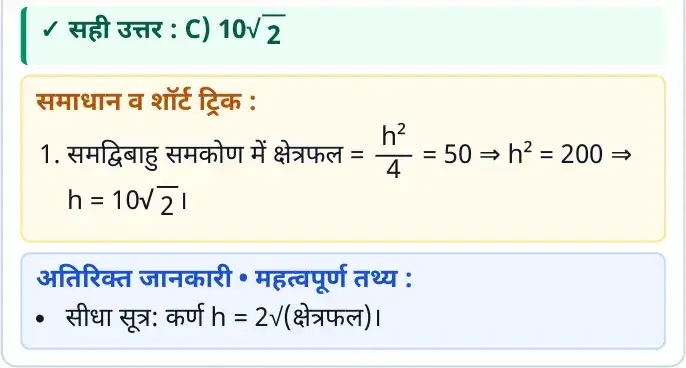 ✓ सही उत्तर : C) 10√2
समाधान व शॉर्ट ट्रिक :
1. समद्विबाहु समकोण में क्षेत्रफल = h²/4 = 50 ⇒ h² = 200 ⇒
h = 10√2।
अतिरिक्त जानकारी • महत्वपूर्ण तथ्य :
• सीधा सूत्र: कर्ण h = 2√(क्षेत्रफल)।